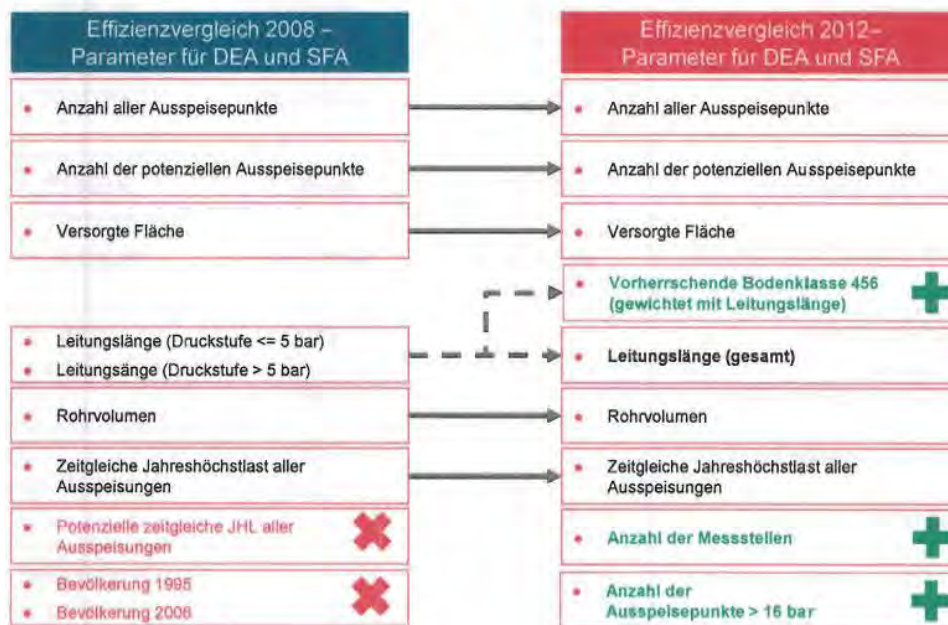 Effizienzvergleich 2008 –
Parameter für DEA und SFA
Anzahl aller Ausspeisepunkte
Anzahl der potenziellen Ausspeisepunkte
Versorgte Fläche
Leitungslänge (Druckstufe <= 5 bar)
Leitungsänge (Druckstufe > 5 bar)
Rohrvolumen
Zeitgleiche Jahreshöchstlast aller
Ausspeisungen
Potenzielle zeitgleiche JHL aller
Ausspeisungen
Bevölkerung 1995
Bevölkerung 2006
Effizienzvergleich 2012–
Parameter für DEA und SFA
Anzahl aller Ausspeisepunkte
Anzahl der potenziellen Ausspeisepunkte
Versorgte Fläche
Vorherrschende Bodenklasse 456
(gewichtet mit Leitungslänge)
Leitungslänge (gesamt)
Rohrvolumen
Zeitgleiche Jahreshöchstlast aller
Ausspeisungen
Anzahl der Messstellen
Anzahl der
Ausspeisepunkte > 16 bar